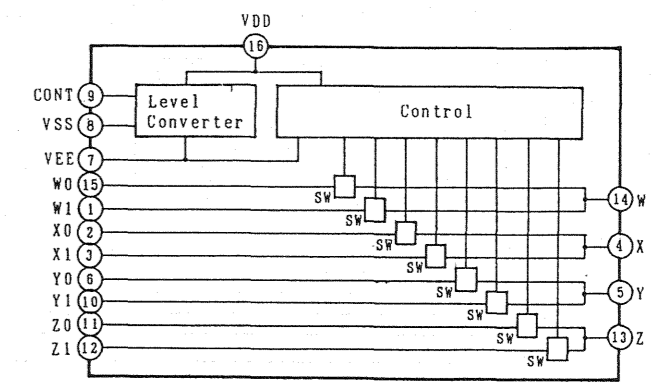 VDD
16
CONT 9
Level Converter
Control
VSS 8
VEE 7
W0 15
SW
14 W
W1 1
SW
X0 2
SW
4 X
X1 3
SW
Y0 6
SW
5 Y
Y1 10
SW
Z0 11
SW
13 Z
Z1 12
SW